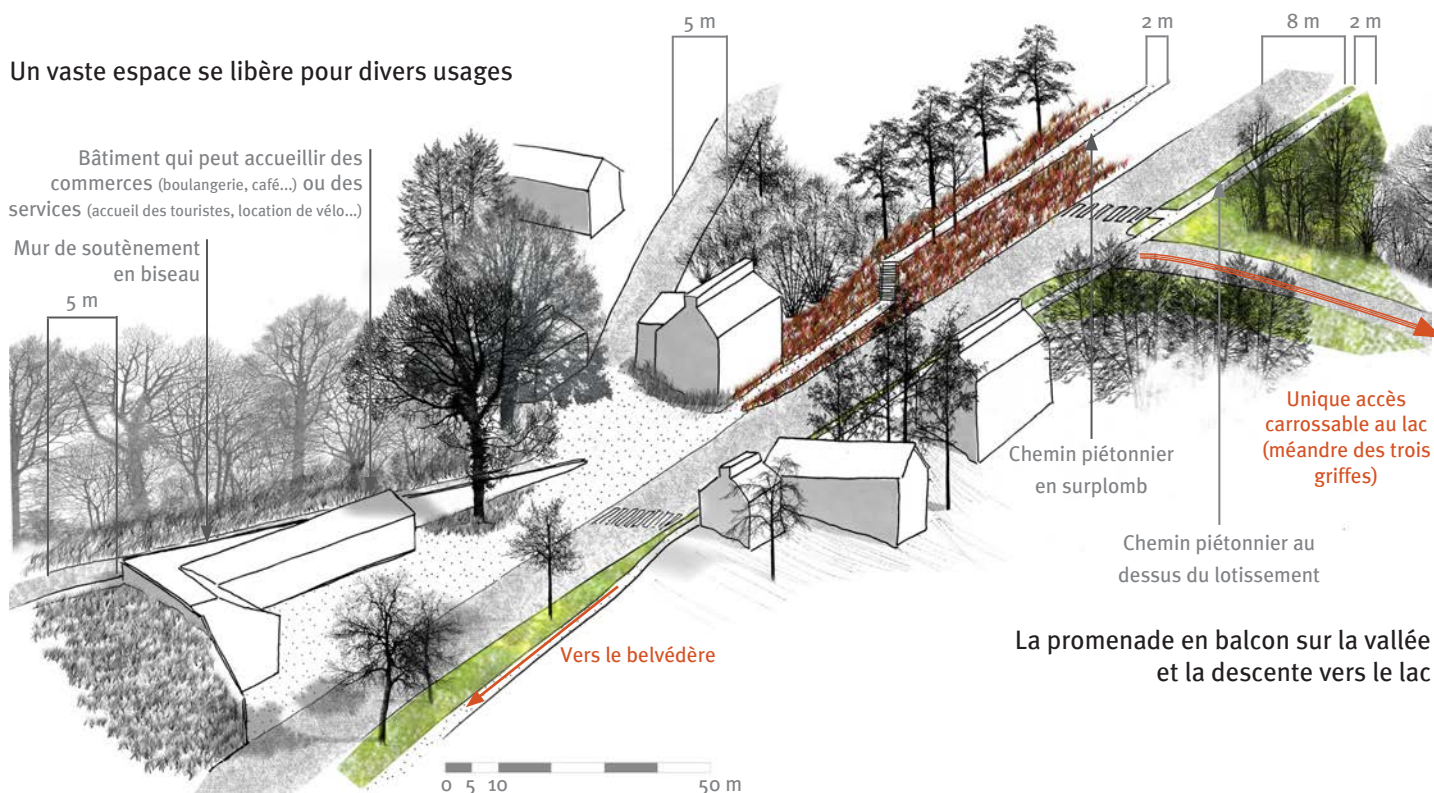 5 m
2 m
8 m
2 m
Un vaste espace se libère pour divers usages
Bâtiment qui peut accueillir des
commerces (boulangerie, café...) ou des
services (accueil des touristes, location de vélo...)
Mur de soutènement
en biseau
5 m
Unique accès
carrossable au lac
(méandre des trois
griffes)
Chemin piétonnier
en surplomb
Chemin piétonnier au
dessus du lotissement
Vers le belvédère
La promenade en balcon sur la vallée
et la descente vers le lac
0 5 10 50 m